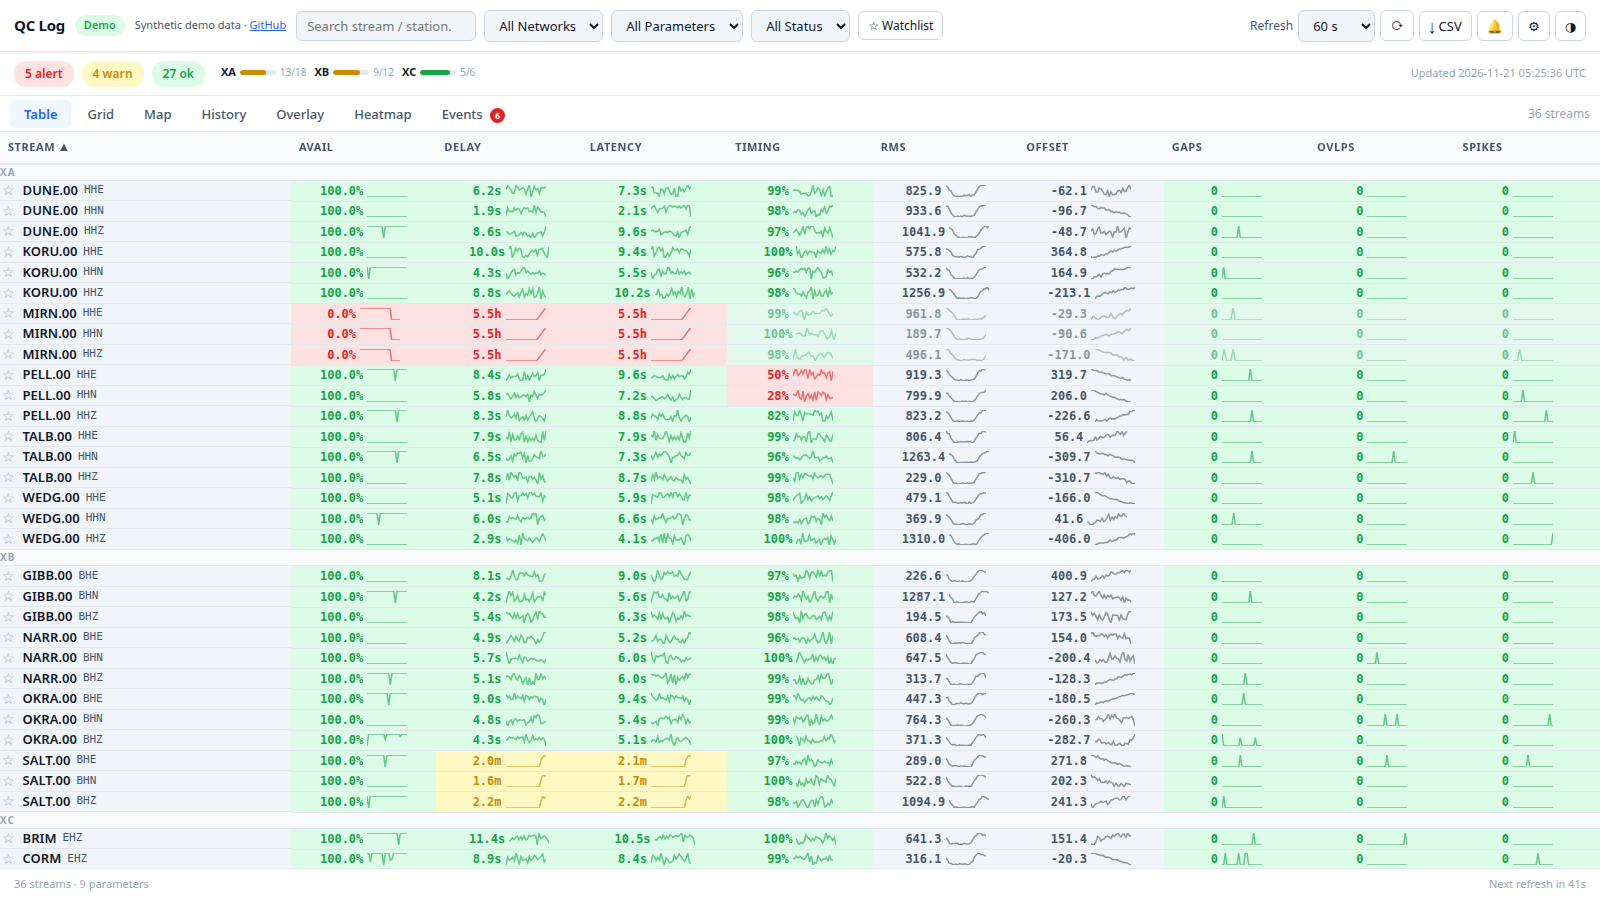 QC Log Demo Synthetic demo data · GitHub Search stream / station. All Networks All Parameters All Status ☆ Watchlist Refresh 60 s ⟳ ↓ CSV 🔔 ⚙ ◑
5 alert 4 warn 27 ok XA 13/18 XB 9/12 XC 5/6 Updated 2026-11-21 05:25:36 UTC
Table Grid Map History Overlay Heatmap Events 6 36 streams
STREAM ▲ AVAIL DELAY LATENCY TIMING RMS OFFSET GAPS OVLPS SPIKES
XA
☆ DUNE.00 HHE 100.0% 6.2s 7.3s 99% 825.9 -62.1 0 0 0
☆ DUNE.00 HHN 100.0% 1.9s 2.1s 98% 933.6 -96.7 0 0 0
☆ DUNE.00 HHZ 100.0% 8.6s 9.6s 97% 1041.9 -48.7 0 0 0
☆ KORU.00 HHE 100.0% 10.0s 9.4s 100% 575.8 364.8 0 0 0
☆ KORU.00 HHN 100.0% 4.3s 5.5s 96% 532.2 164.9 0 0 0
☆ KORU.00 HHZ 100.0% 8.8s 10.2s 98% 1256.9 -213.1 0 0 0
☆ MIRN.00 HHE 0.0% 5.5h 5.5h 99% 961.8 -29.3 0 0 0
☆ MIRN.00 HHN 0.0% 5.5h 5.5h 100% 189.7 -90.6 0 0 0
☆ MIRN.00 HHZ 0.0% 5.5h 5.5h 98% 496.1 -171.0 0 0 0
☆ PELL.00 HHE 100.0% 8.4s 9.6s 50% 919.3 319.7 0 0 0
☆ PELL.00 HHN 100.0% 5.8s 7.2s 28% 799.9 206.0 0 0 0
☆ PELL.00 HHZ 100.0% 8.3s 8.8s 82% 823.2 -226.6 0 0 0
☆ TALB.00 HHE 100.0% 7.9s 7.9s 99% 806.4 56.4 0 0 0
☆ TALB.00 HHN 100.0% 6.5s 7.3s 96% 1263.4 -309.7 0 0 0
☆ TALB.00 HHZ 100.0% 7.8s 8.7s 99% 229.0 -310.7 0 0 0
☆ WEDG.00 HHE 100.0% 5.1s 5.9s 98% 479.1 -166.0 0 0 0
☆ WEDG.00 HHN 100.0% 6.0s 6.6s 98% 369.9 41.6 0 0 0
☆ WEDG.00 HHZ 100.0% 2.9s 4.1s 100% 1310.0 -406.0 0 0 0
XB
☆ GIBB.00 BHE 100.0% 8.1s 9.0s 97% 226.6 400.9 0 0 0
☆ GIBB.00 BHN 100.0% 4.2s 5.6s 98% 1287.1 127.2 0 0 0
☆ GIBB.00 BHZ 100.0% 5.4s 6.3s 98% 194.5 173.5 0 0 0
☆ NARR.00 BHE 100.0% 4.9s 5.2s 96% 608.4 154.0 0 0 0
☆ NARR.00 BHN 100.0% 5.7s 6.0s 100% 647.5 -200.4 0 0 0
☆ NARR.00 BHZ 100.0% 5.1s 6.0s 99% 313.7 -128.3 0 0 0
☆ OKRA.00 BHE 100.0% 9.0s 9.4s 99% 447.3 -180.5 0 0 0
☆ OKRA.00 BHN 100.0% 4.8s 5.4s 99% 764.3 -260.3 0 0 0
☆ OKRA.00 BHZ 100.0% 4.3s 5.1s 100% 371.3 -282.7 0 0 0
☆ SALT.00 BHE 100.0% 2.0m 2.1m 97% 289.0 271.8 0 0 0
☆ SALT.00 BHN 100.0% 1.6m 1.7m 100% 522.8 202.3 0 0 0
☆ SALT.00 BHZ 100.0% 2.2m 2.2m 98% 1094.9 241.3 0 0 0
XC
☆ BRIM EHZ 100.0% 11.4s 10.5s 100% 641.3 151.4 0 0 0
☆ CORM EHZ 100.0% 8.9s 8.4s 99% 316.1 -20.3 0 0 0
36 streams · 9 parameters Next refresh in 41s